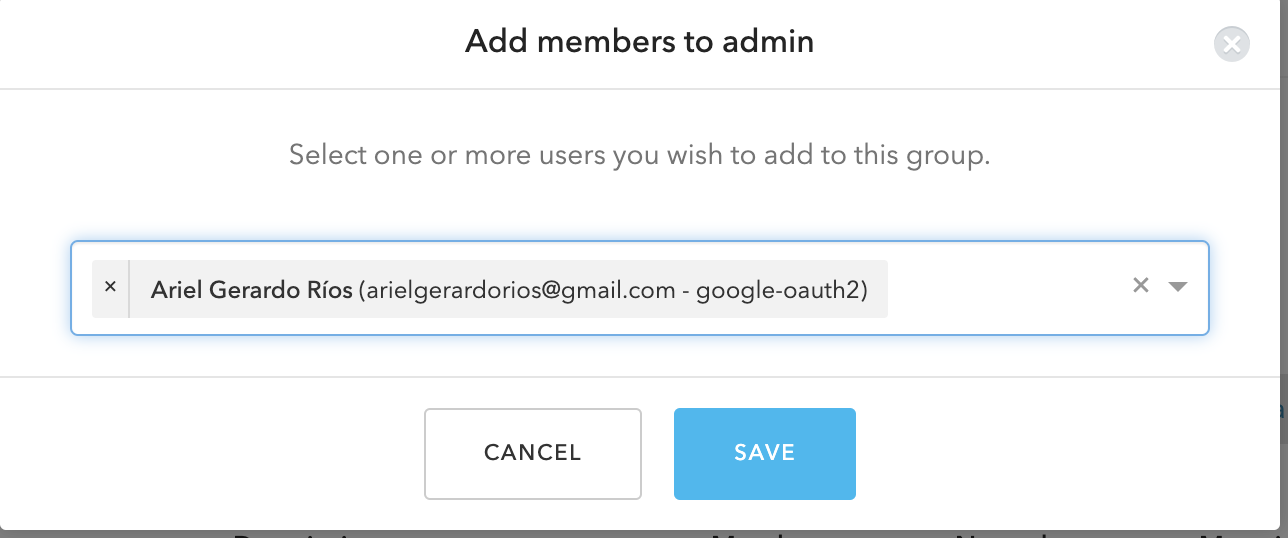 Add members to admin
Select one or more users you wish to add to this group.
× Ariel Gerardo Ríos (arielgerardorios@gmail.com - google-oauth2) ×
CANCEL SAVE